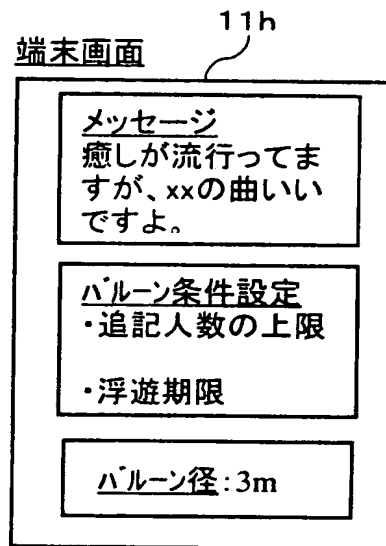 11h
端末画面
メッセージ
癒しが流行ってま
すが、xxの曲いい
ですよ。
バルーン条件設定
・追記人数の上限
・浮遊期限
バルーン径:3m